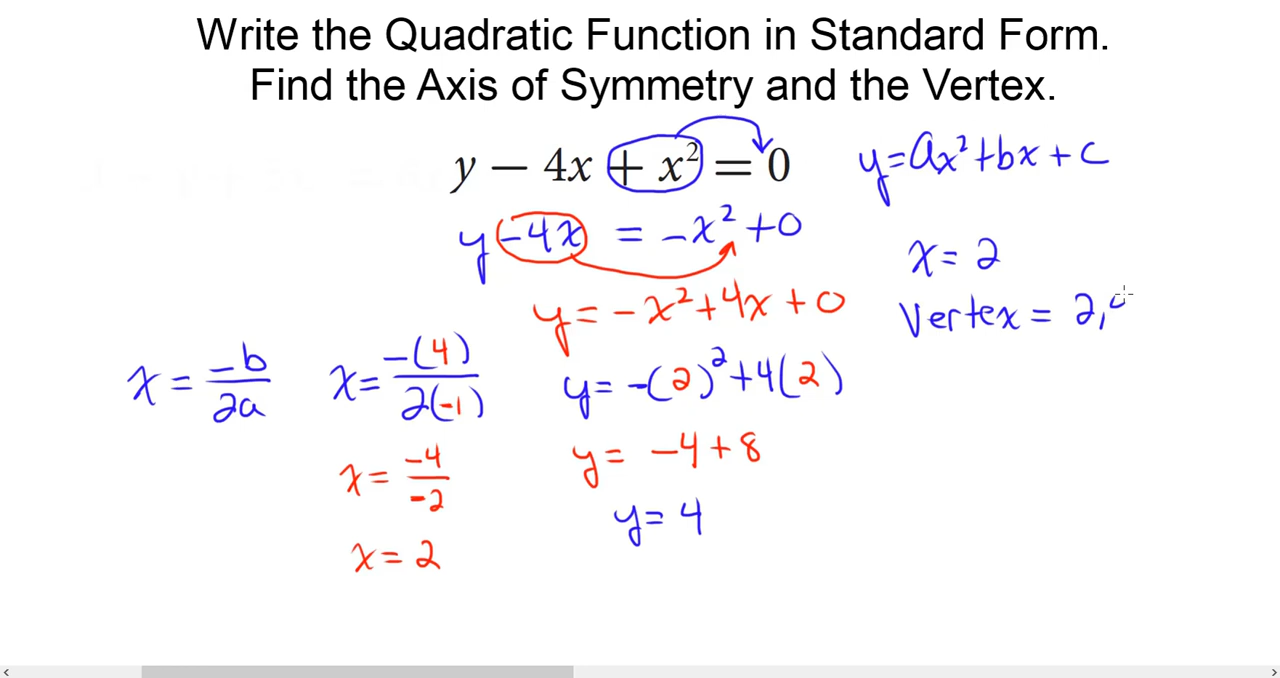 Write the Quadratic Function in Standard Form.
Find the Axis of Symmetry and the Vertex.
y − 4x + x² = 0
y = ax² + bx + c
y - 4x = -x² + 0
x = 2
y = -x² + 4x + 0
Vertex = 2,
x = -b/2a
x = -(4)/2(-1)
y = -(2)² + 4(2)
x = -4/-2
y = -4 + 8
y = 4
x = 2